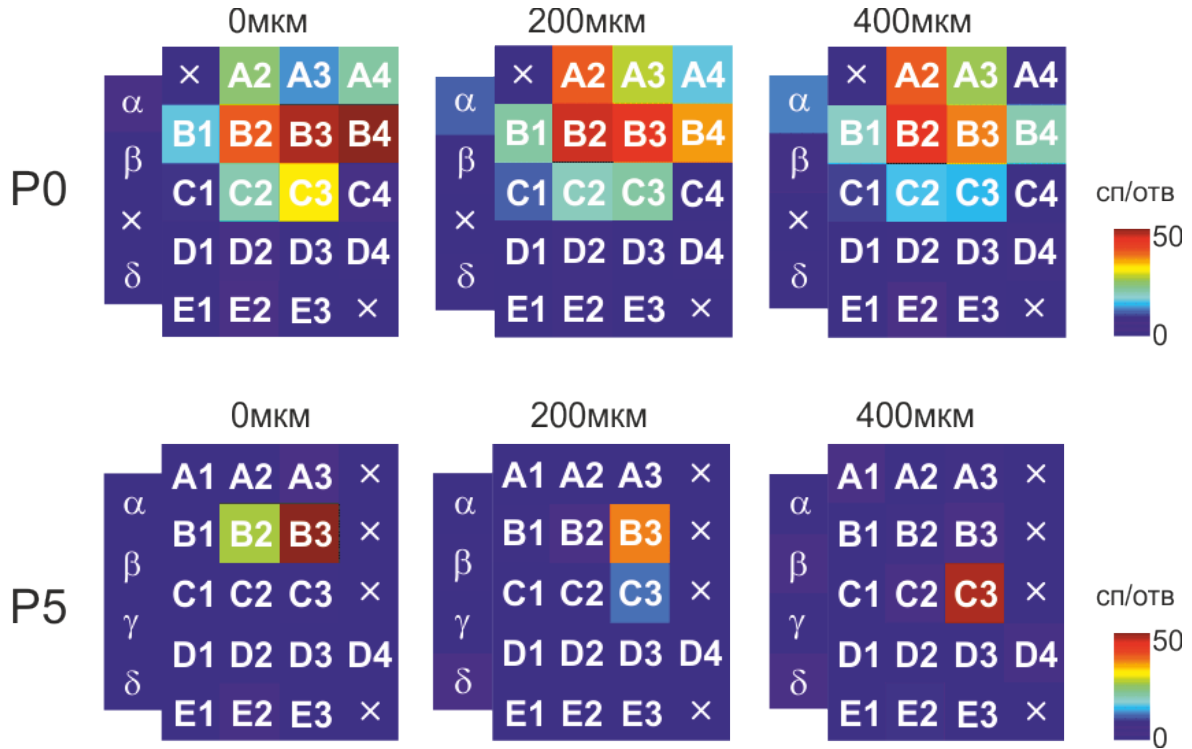 0мкм 200мкм 400мкм
× A2 A3 A4 × A2 A3 A4 × A2 A3 A4
α α α
B1 B2 B3 B4 B1 B2 B3 B4 B1 B2 B3 B4
β β β
P0 C1 C2 C3 C4 C1 C2 C3 C4 C1 C2 C3 C4 сп/отв
× × × 50
D1 D2 D3 D4 D1 D2 D3 D4 D1 D2 D3 D4
δ δ δ
E1 E2 E3 × E1 E2 E3 × E1 E2 E3 × 0
0мкм 200мкм 400мкм
A1 A2 A3 × A1 A2 A3 × A1 A2 A3 ×
α α α
B1 B2 B3 × B1 B2 B3 × B1 B2 B3 ×
β β β
P5 C1 C2 C3 × C1 C2 C3 × C1 C2 C3 × сп/отв
γ γ γ 50
D1 D2 D3 D4 D1 D2 D3 D4 D1 D2 D3 D4
δ δ δ
E1 E2 E3 × E1 E2 E3 × E1 E2 E3 × 0